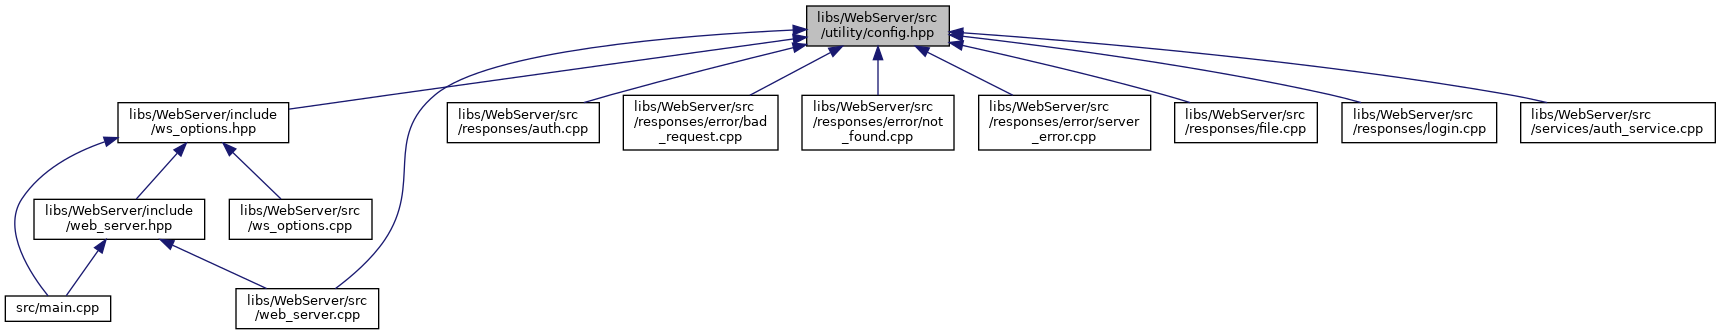 libs/WebServer/src
/utility/config.hpp
libs/WebServer/include
/ws_options.hpp
libs/WebServer/src
/responses/auth.cpp
libs/WebServer/src
/responses/error/bad
_request.cpp
libs/WebServer/src
/responses/error/not
_found.cpp
libs/WebServer/src
/responses/error/server
_error.cpp
libs/WebServer/src
/responses/file.cpp
libs/WebServer/src
/responses/login.cpp
libs/WebServer/src
/services/auth_service.cpp
libs/WebServer/include
/web_server.hpp
libs/WebServer/src
/ws_options.cpp
src/main.cpp
libs/WebServer/src
/web_server.cpp